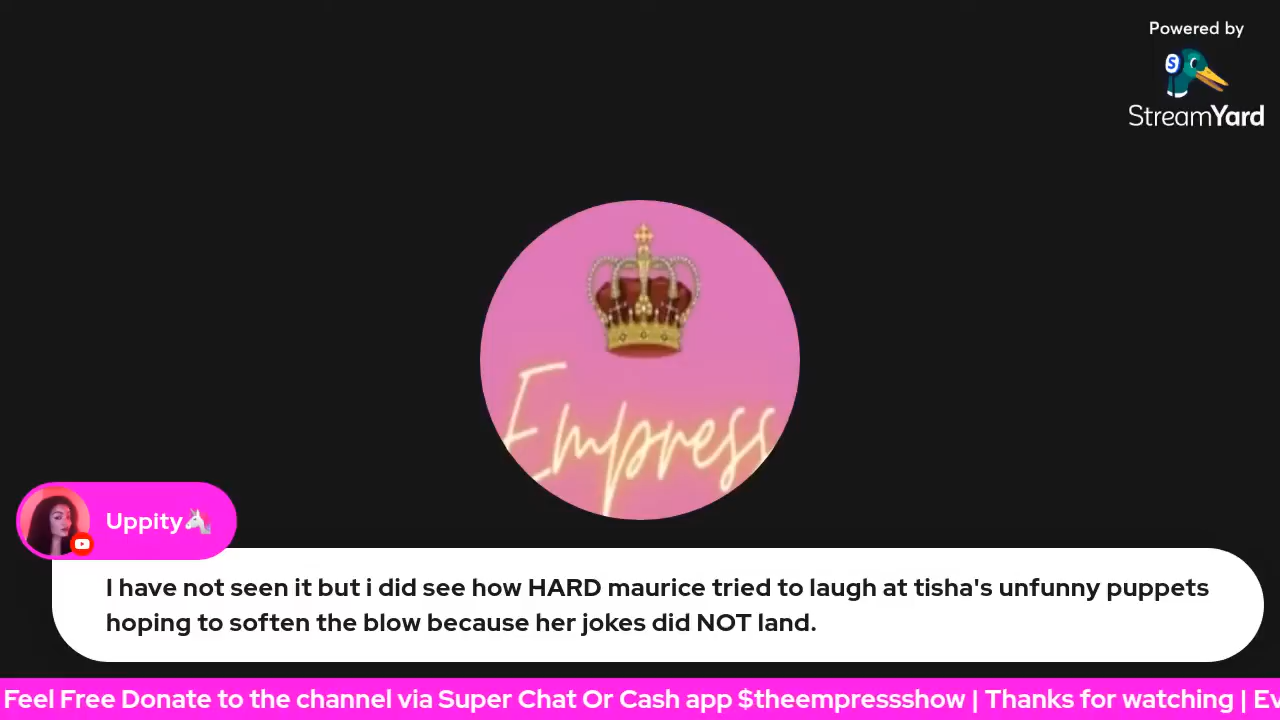 Powered by
StreamYard
Empress
Uppity🦄
I have not seen it but i did see how HARD maurice tried to laugh at tisha's unfunny puppets
hoping to soften the blow because her jokes did NOT land.
Feel Free Donate to the channel via Super Chat Or Cash app $theempressshow | Thanks for watching |